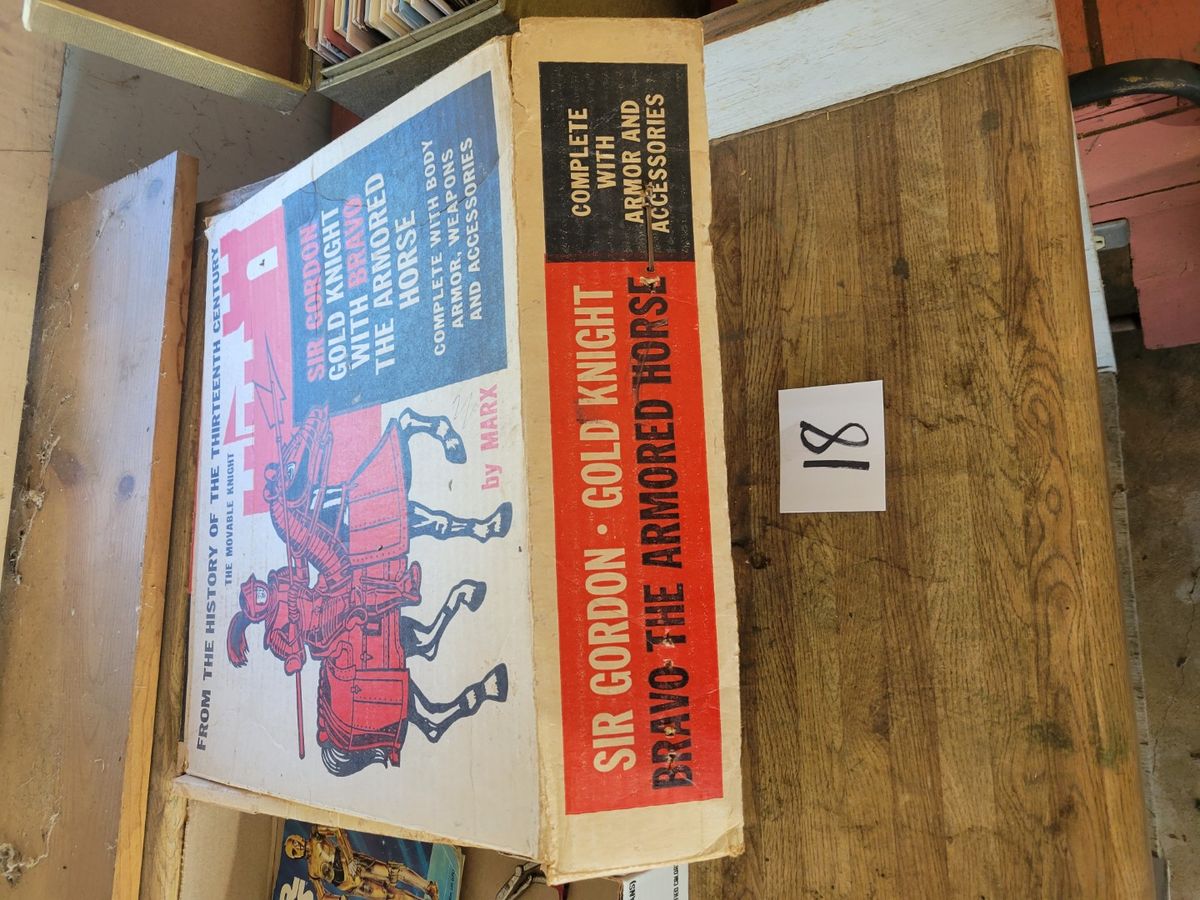 FROM THE HISTORY OF THE THIRTEENTH CENTURY
THE MOVABLE KNIGHT
SIR GORDON
GOLD KNIGHT
WITH BRAVO
THE ARMORED
HORSE
COMPLETE WITH BODY
ARMOR, WEAPONS
AND ACCESSORIES
by MARX
SIR GORDON • GOLD KNIGHT
BRAVO THE ARMORED HORSE
COMPLETE
WITH
ARMOR AND
ACCESSORIES
18